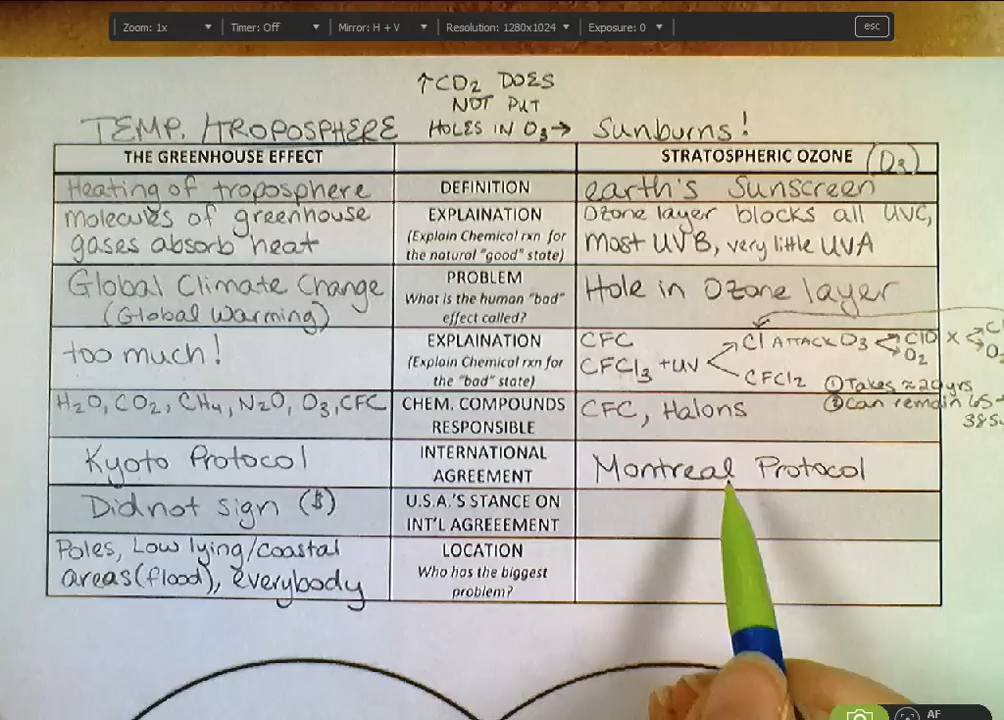 Zoom: 1x Timer: Off Mirror: H + V Resolution: 1280x1024 Exposure: 0 esc
↑CO2 DOES
NOT PUT
TEMP. /TROPOSPHERE HOLES IN O3→ Sunburns!
THE GREENHOUSE EFFECT STRATOSPHERIC OZONE (O3)
Heating of troposphere DEFINITION earth's Sunscreen
molecules of greenhouse
gases absorb heat
EXPLAINATION
(Explain Chemical rxn for
the natural "good" state)
Ozone layer blocks all UVC,
most UVB, very little UVA
Global Climate Change
(Global Warming)
PROBLEM
What is the human "bad"
effect called?
Hole in Ozone layer
too much!
EXPLAINATION
(Explain Chemical rxn for
the "bad" state)
CFC
CFCl3 + UV
Cl ATTACK O3 ClO X
O2
CFCl2 ① Takes ≈ 20 yrs
H2O, CO2, CH4, N2O, O3, CFC
CHEM. COMPOUNDS
RESPONSIBLE
CFC, Halons
② Can remain
Kyoto Protocol
INTERNATIONAL
AGREEMENT
Montreal Protocol
Did not sign ($)
U.S.A.'S STANCE ON
INT'L AGREEEMENT
Poles, Low lying/coastal
areas(flood), everybody
LOCATION
Who has the biggest
problem?
AF